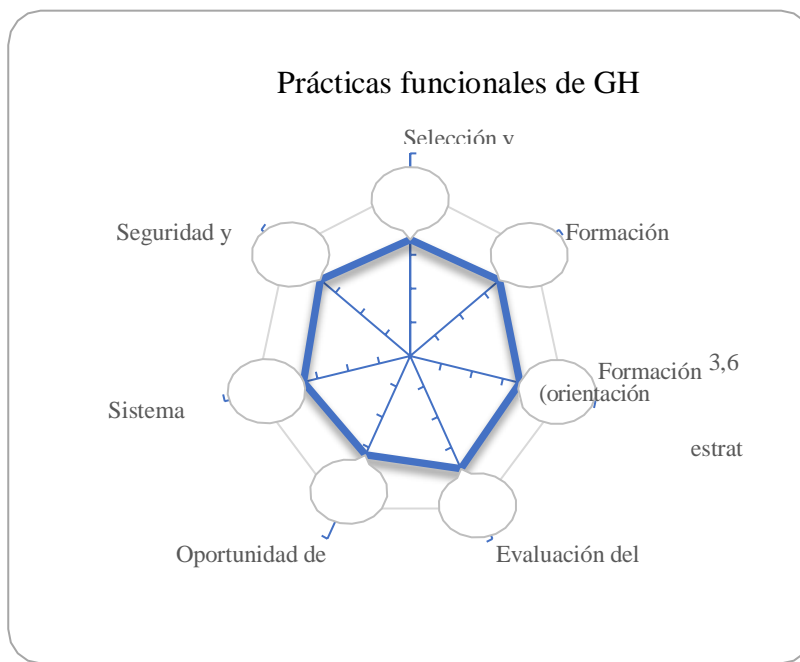 Prácticas funcionales de GH
Selección y
Seguridad y
Formación
Formación 3,6
(orientación
Sistema
estrat
Oportunidad de
Evaluación del